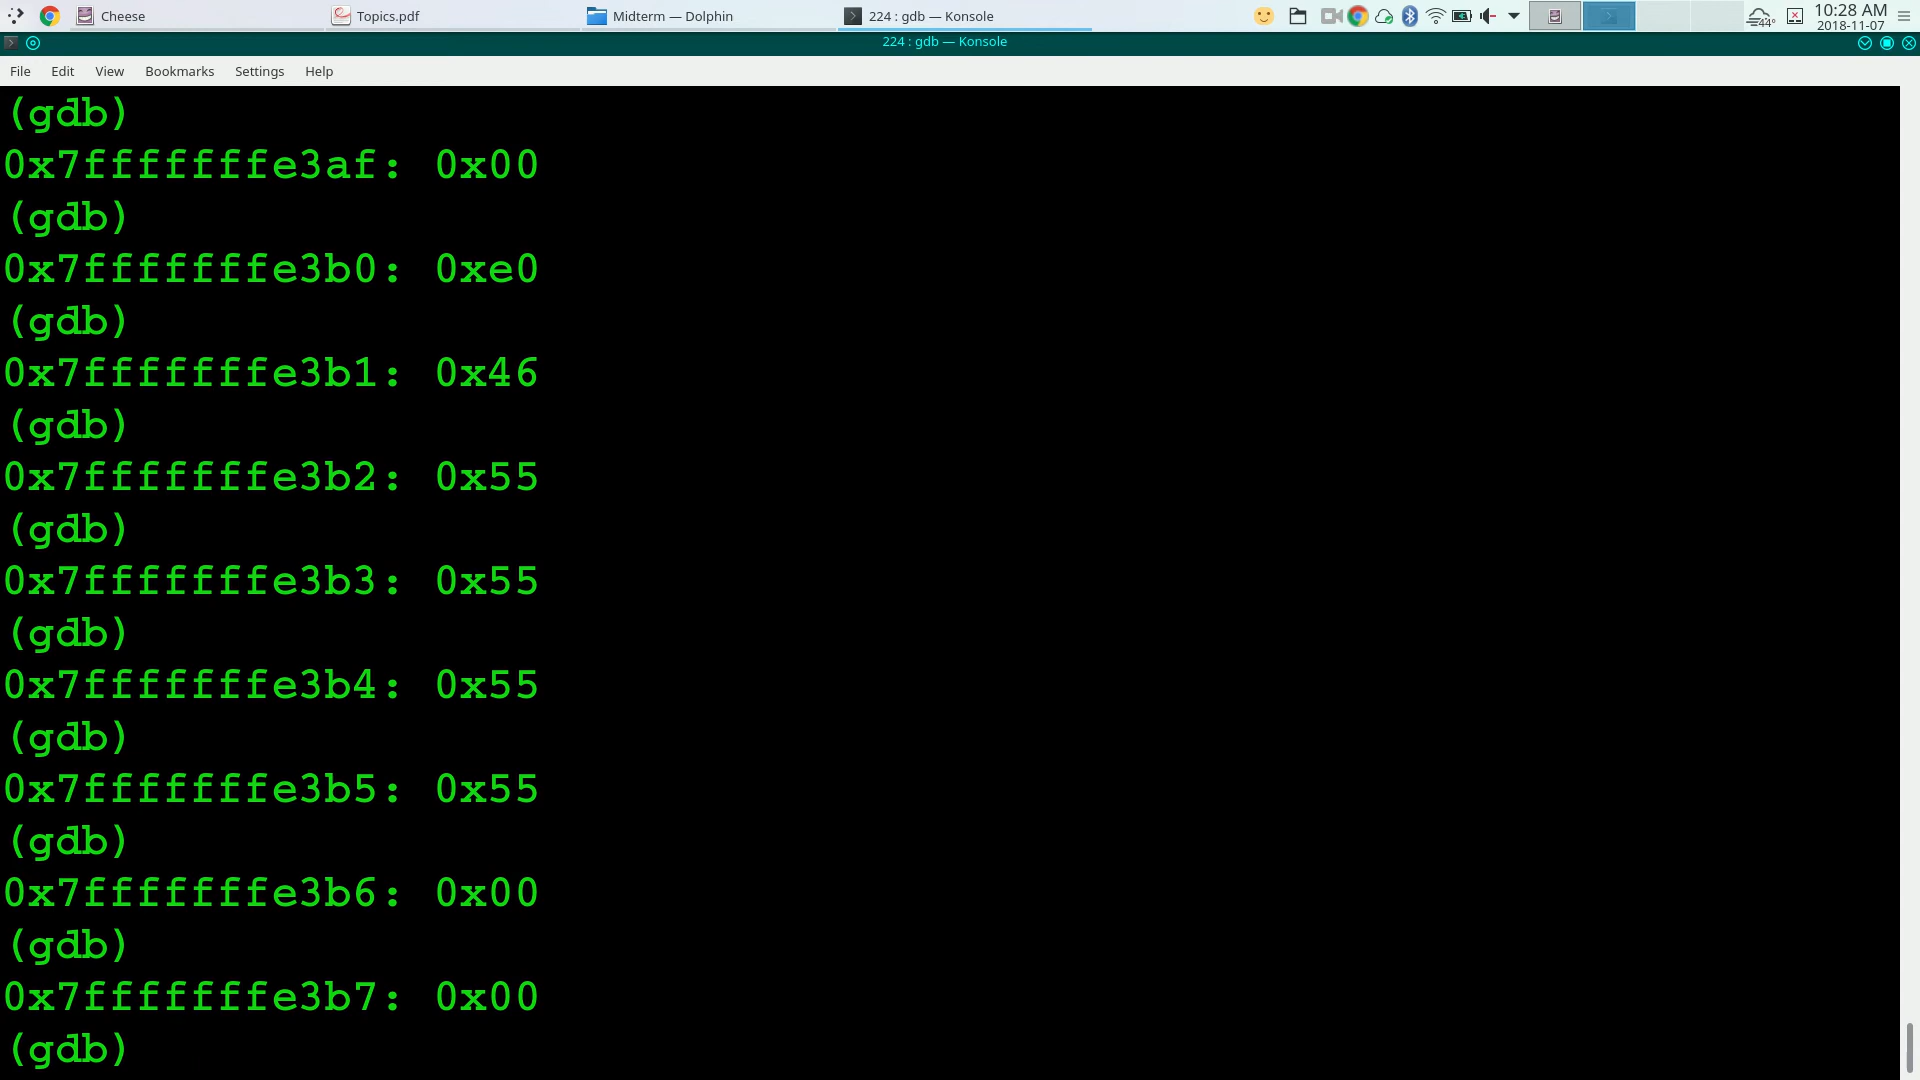 Cheese Topics.pdf Midterm — Dolphin 224 : gdb — Konsole 44° 10:28 AM
2018-11-07
224 : gdb — Konsole
File Edit View Bookmarks Settings Help
(gdb)
0x7fffffffe3af: 0x00
(gdb)
0x7fffffffe3b0: 0xe0
(gdb)
0x7fffffffe3b1: 0x46
(gdb)
0x7fffffffe3b2: 0x55
(gdb)
0x7fffffffe3b3: 0x55
(gdb)
0x7fffffffe3b4: 0x55
(gdb)
0x7fffffffe3b5: 0x55
(gdb)
0x7fffffffe3b6: 0x00
(gdb)
0x7fffffffe3b7: 0x00
(gdb)